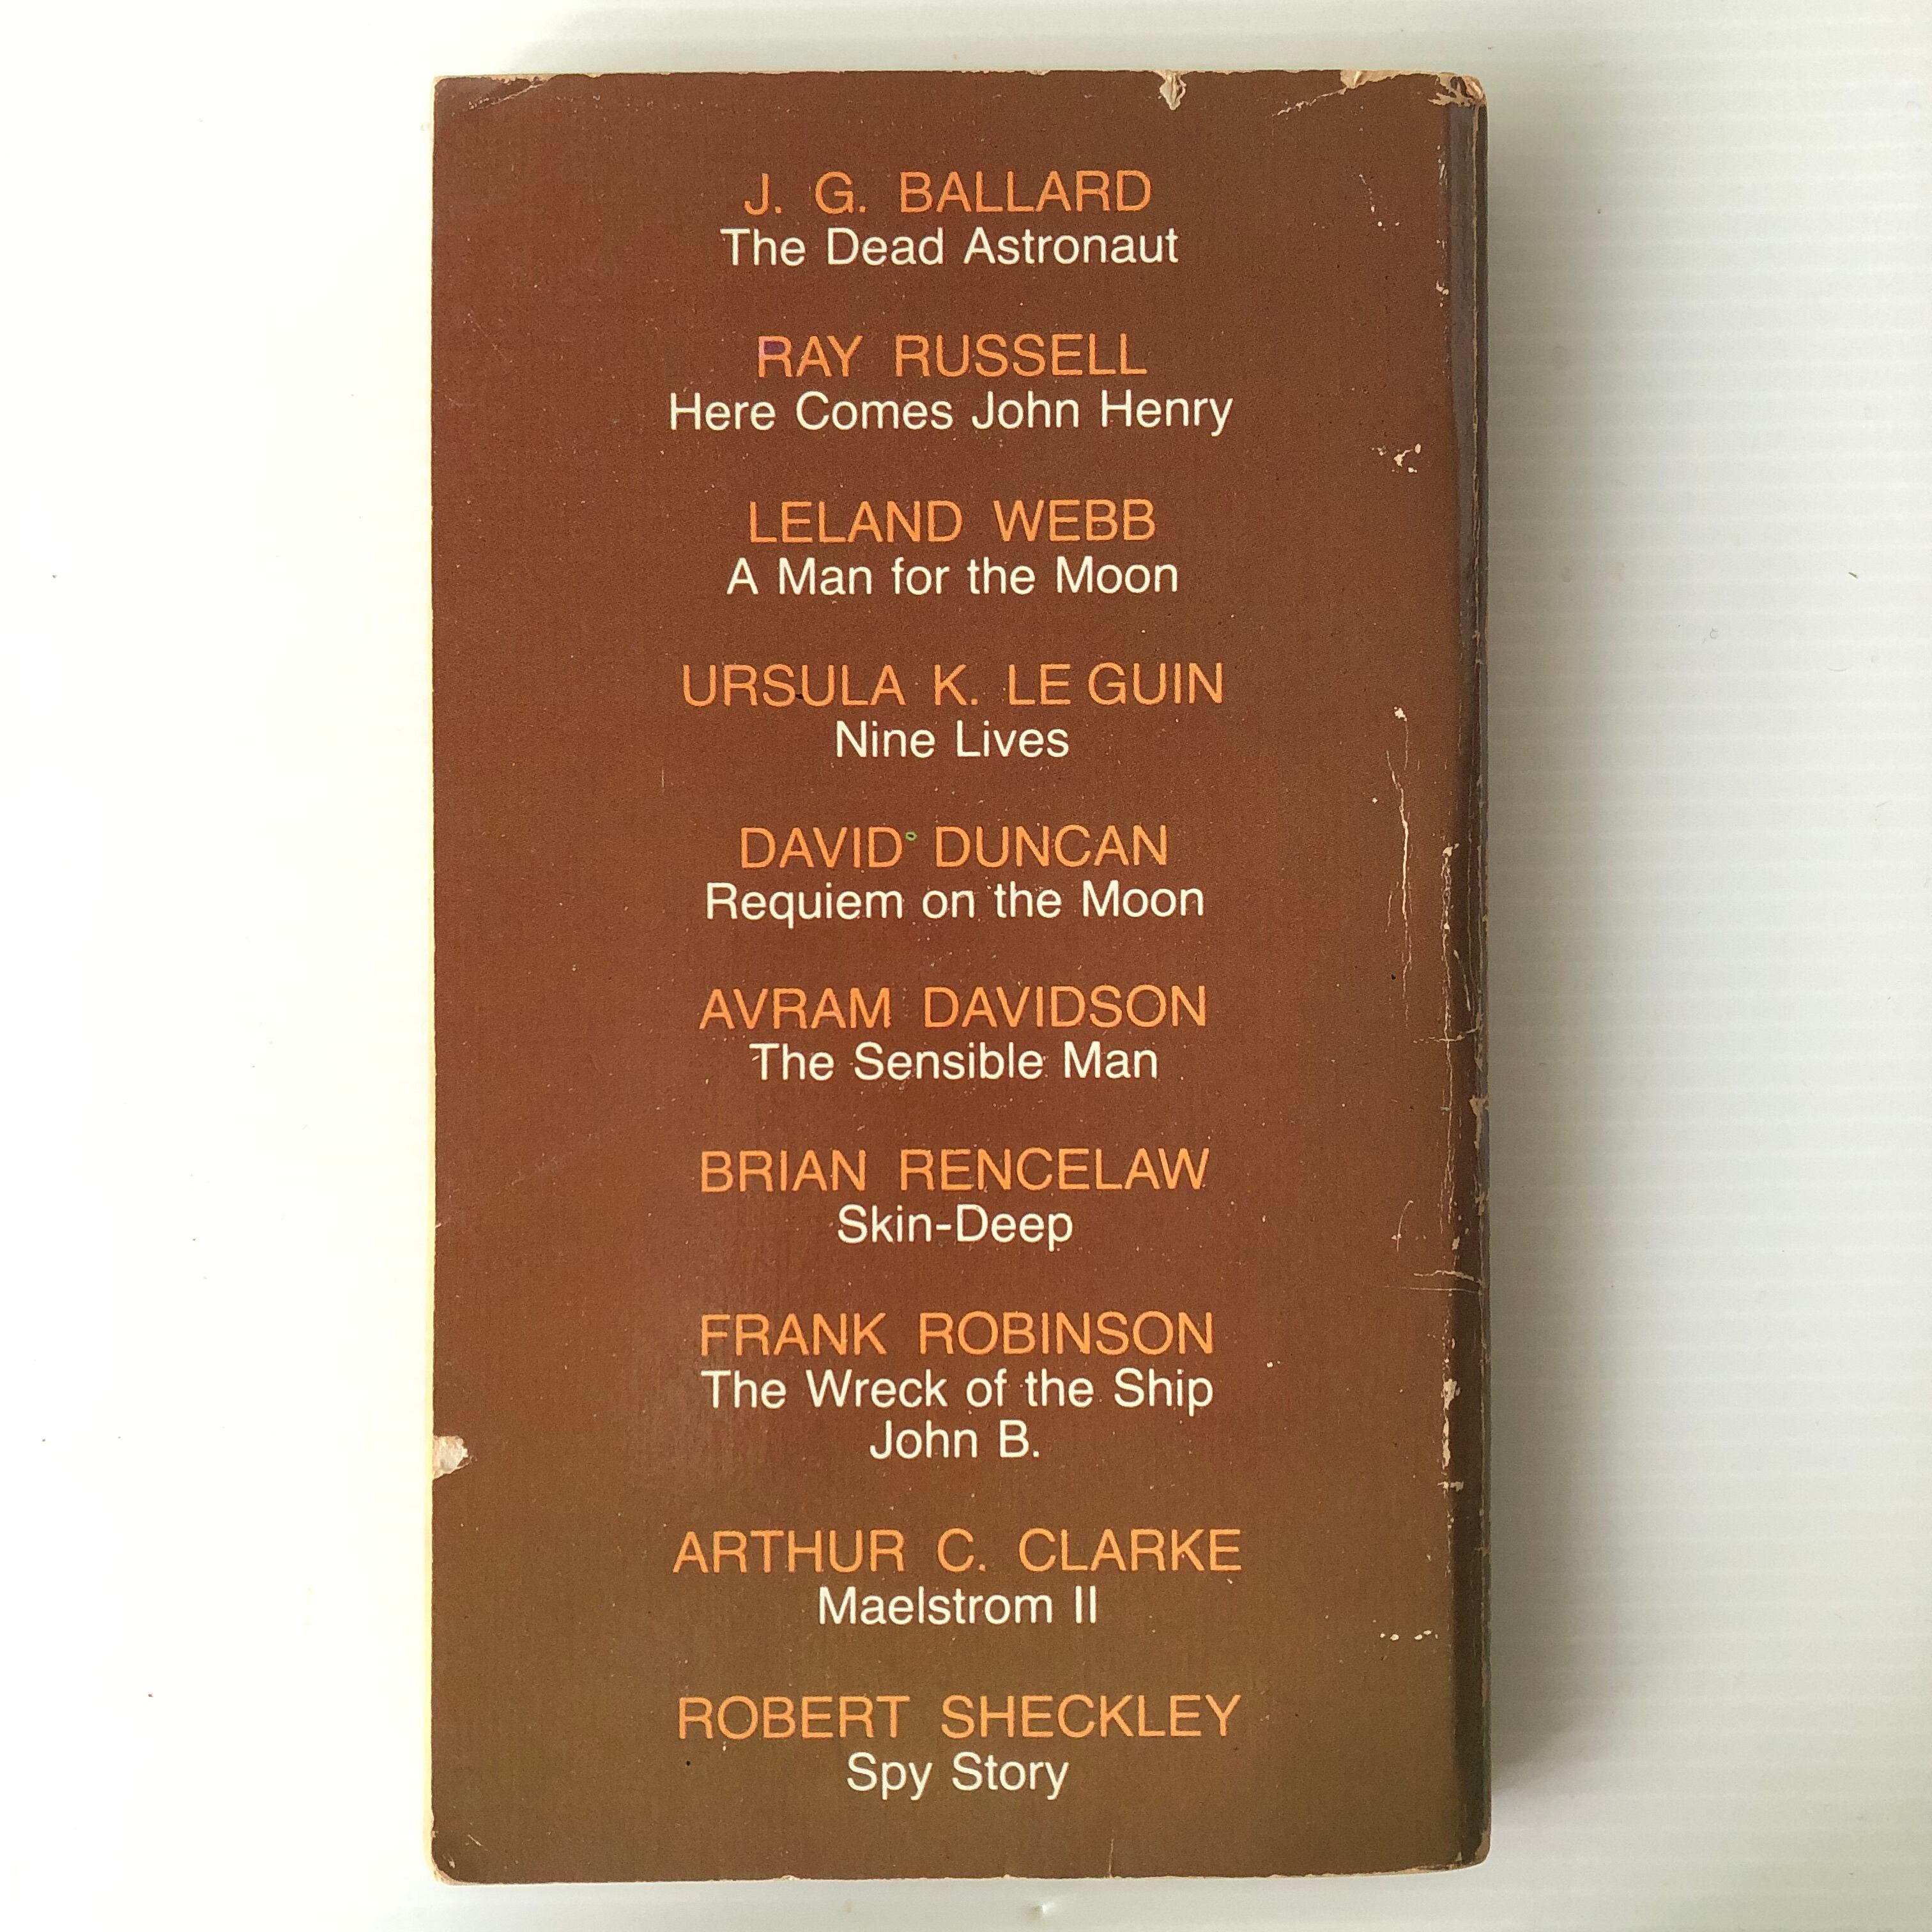 J. G. BALLARD
The Dead Astronaut
RAY RUSSELL
Here Comes John Henry
LELAND WEBB
A Man for the Moon
URSULA K. LE GUIN
Nine Lives
DAVID DUNCAN
Requiem on the Moon
AVRAM DAVIDSON
The Sensible Man
BRIAN RENCELAW
Skin-Deep
FRANK ROBINSON
The Wreck of the Ship
John B.
ARTHUR C. CLARKE
Maelstrom II
ROBERT SHECKLEY
Spy Story